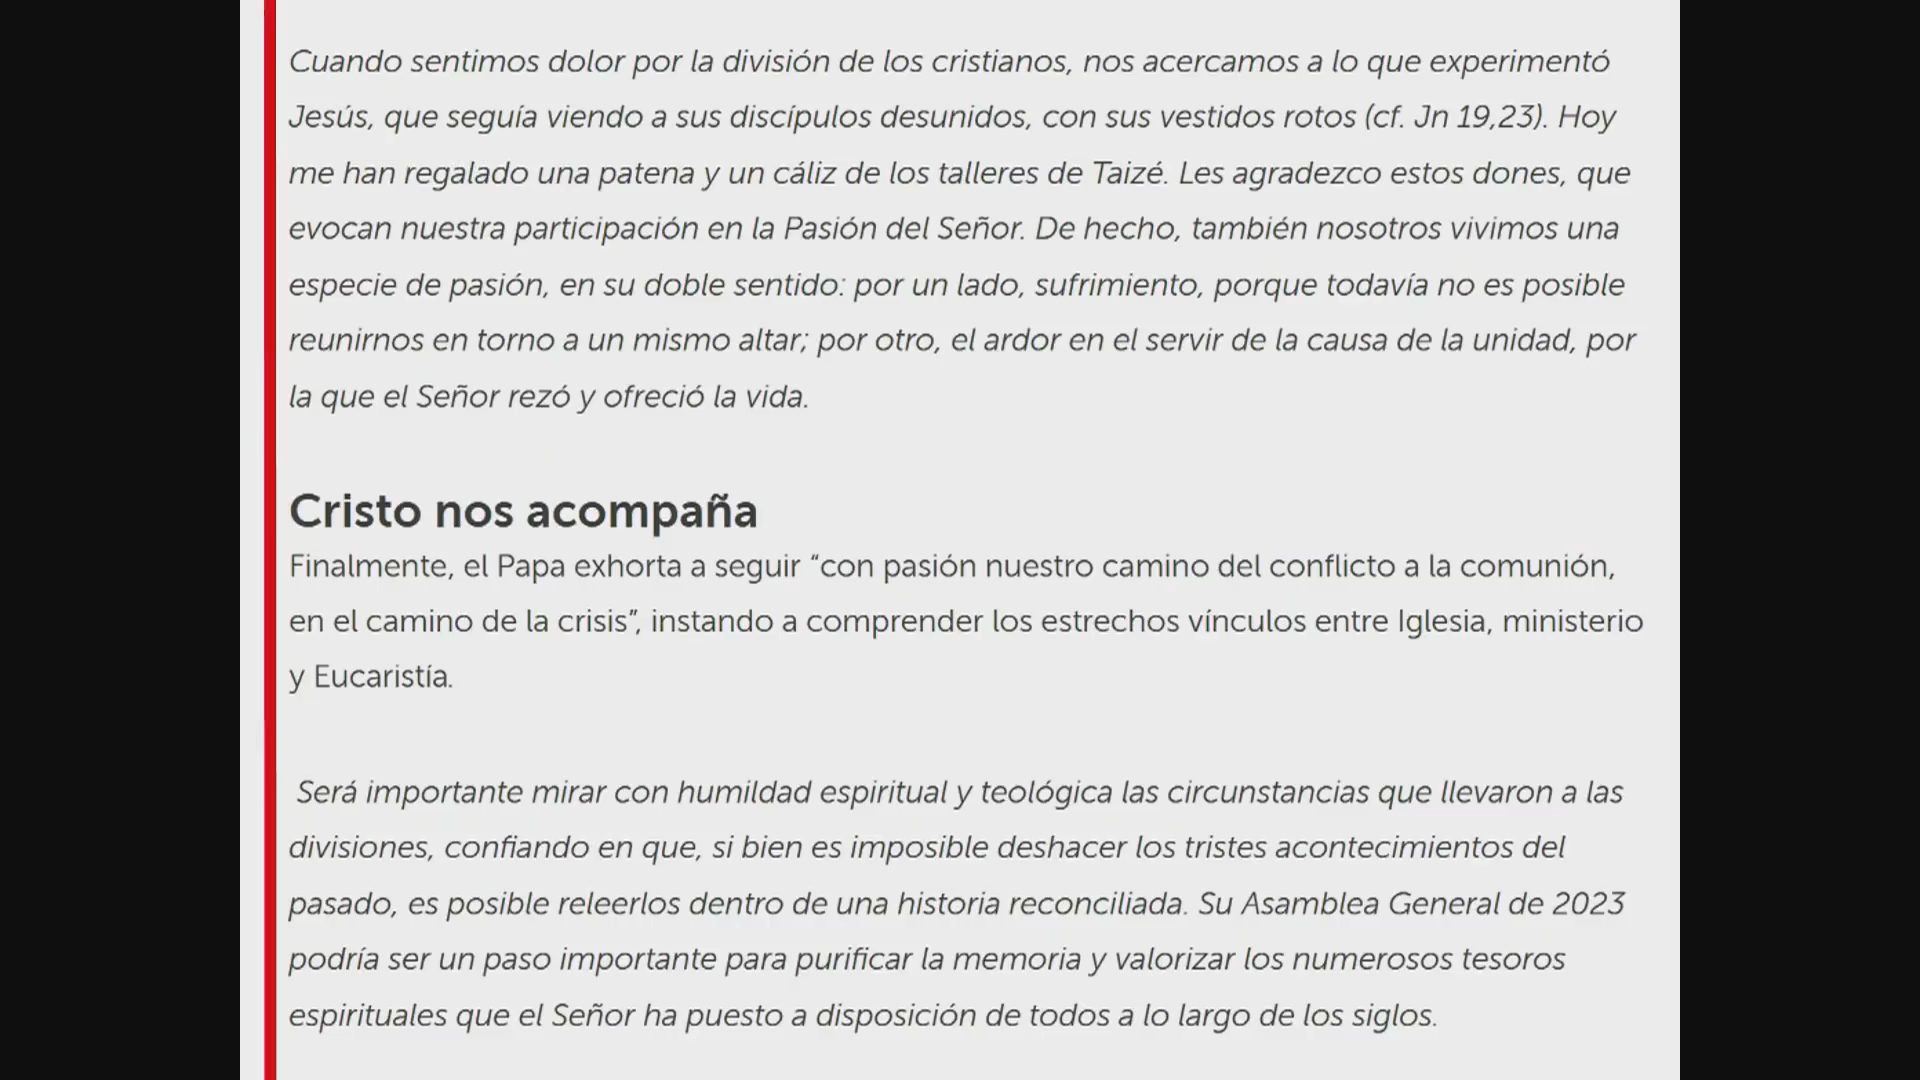 Cuando sentimos dolor por la división de los cristianos, nos acercamos a lo que experimentó
Jesús, que seguía viendo a sus discípulos desunidos, con sus vestidos rotos (cf. Jn 19,23). Hoy
me han regalado una patena y un cáliz de los talleres de Taizé. Les agradezco estos dones, que
evocan nuestra participación en la Pasión del Señor. De hecho, también nosotros vivimos una
especie de pasión, en su doble sentido: por un lado, sufrimiento, porque todavía no es posible
reunirnos en torno a un mismo altar; por otro, el ardor en el servir de la causa de la unidad, por
la que el Señor rezó y ofreció la vida.
Cristo nos acompaña
Finalmente, el Papa exhorta a seguir “con pasión nuestro camino del conflicto a la comunión,
en el camino de la crisis”, instando a comprender los estrechos vínculos entre Iglesia, ministerio
y Eucaristía.
Será importante mirar con humildad espiritual y teológica las circunstancias que llevaron a las
divisiones, confiando en que, si bien es imposible deshacer los tristes acontecimientos del
pasado, es posible releerlos dentro de una historia reconciliada. Su Asamblea General de 2023
podría ser un paso importante para purificar la memoria y valorizar los numerosos tesoros
espirituales que el Señor ha puesto a disposición de todos a lo largo de los siglos.